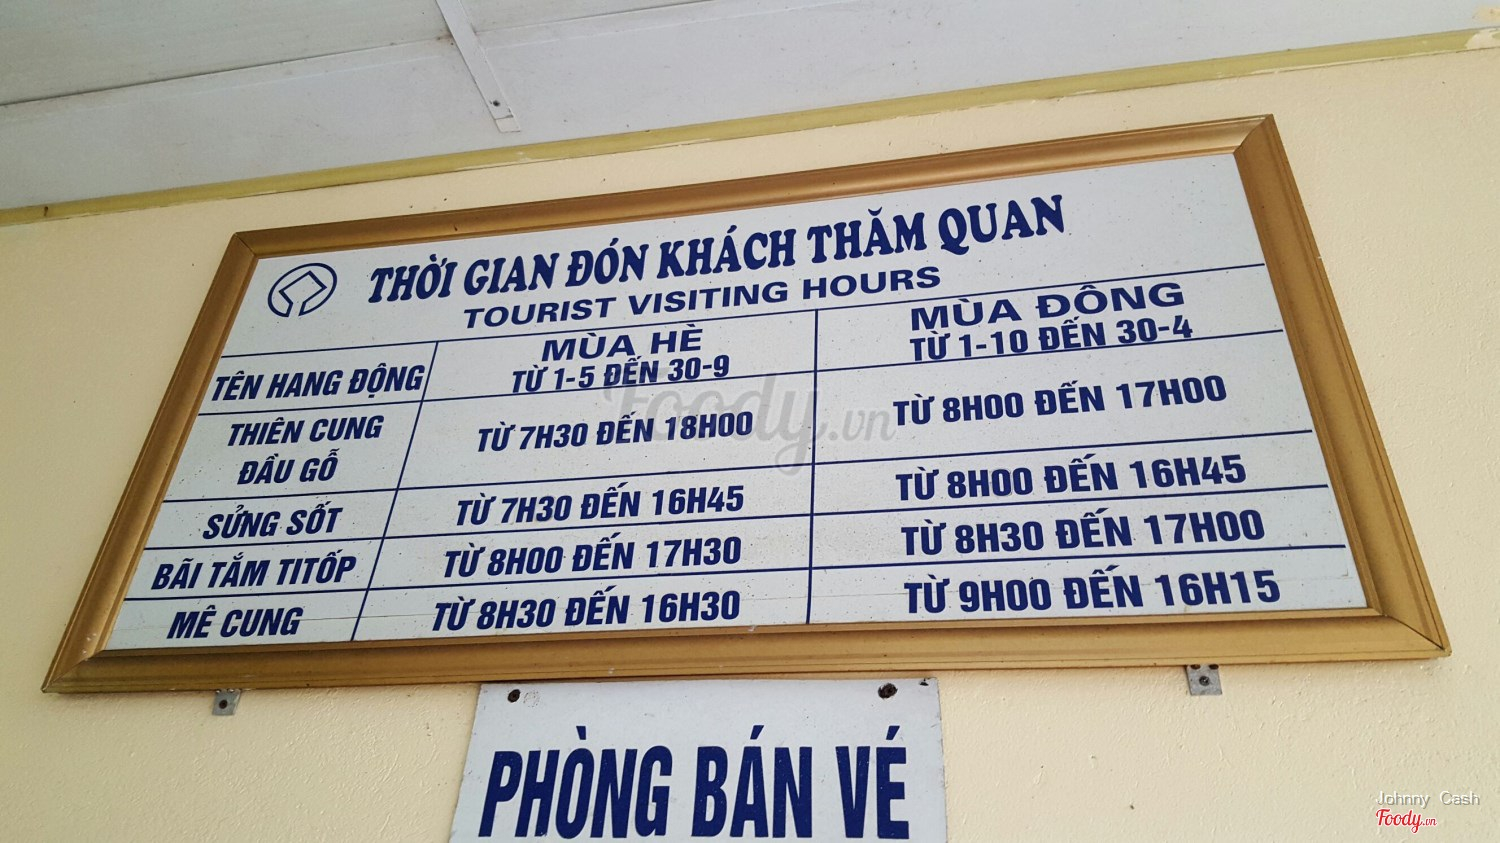 THỜI GIAN ĐÓN KHÁCH THĂM QUAN
TOURIST VISITING HOURS
TÊN HANG ĐỘNG
MÙA HÈ
TỪ 1-5 ĐẾN 30-9
MÙA ĐÔNG
TỪ 1-10 ĐẾN 30-4
THIÊN CUNG
ĐẦU GỖ
TỪ 7H30 ĐẾN 18H00
TỪ 8H00 ĐẾN 17H00
SỬNG SỐT
TỪ 7H30 ĐẾN 16H45
TỪ 8H00 ĐẾN 16H45
BÃI TẮM TITỐP
TỪ 8H00 ĐẾN 17H30
TỪ 8H30 ĐẾN 17H00
MÊ CUNG
TỪ 8H30 ĐẾN 16H30
TỪ 9H00 ĐẾN 16H15
PHÒNG BÁN VÉ
Foody.vn
Johnny Cash
Foody.vn